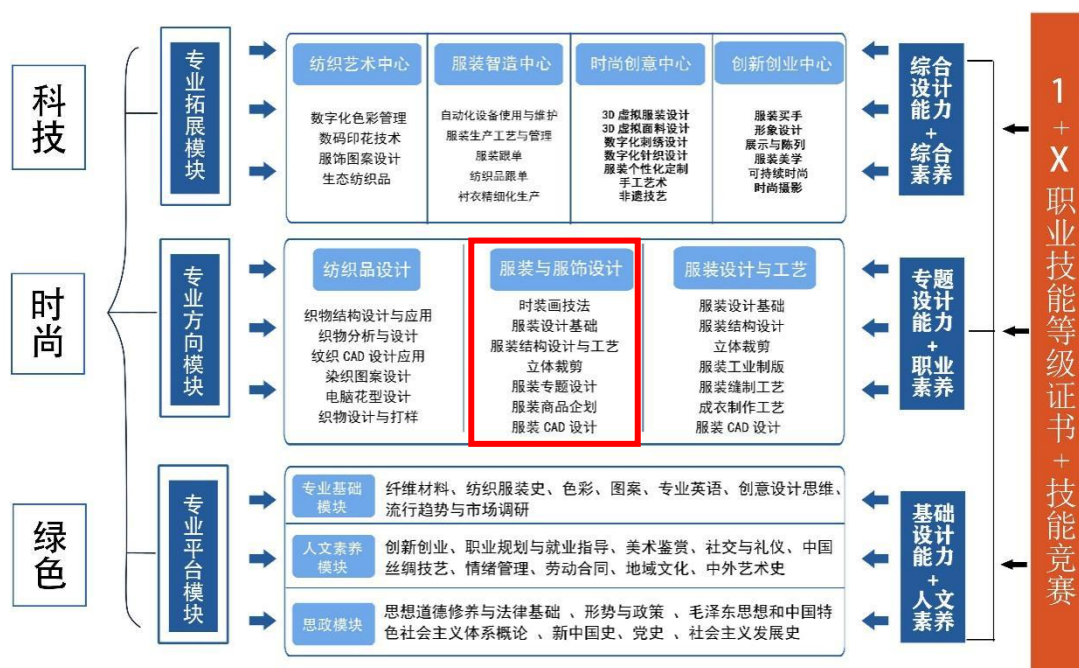 科技
时尚
绿色
专业拓展模块
纺织艺术中心
数字化色彩管理
数码印花技术
服饰图案设计
生态纺织品
服装智造中心
自动化设备使用与维护
服装生产工艺与管理
服装跟单
纺织品跟单
衬衣精细化生产
时尚创意中心
3D 虚拟服装设计
3D 虚拟面料设计
数字化刺绣设计
数字化针织设计
服装个性化定制
手工艺术
非遗技艺
创新创业中心
服装买手
形象设计
展示与陈列
服装美学
可持续时尚
时尚摄影
综合
设计
能力
+
综合
素养
专业方向模块
纺织品设计
织物结构设计与应用
织物分析与设计
纹织 CAD 设计应用
染织图案设计
电脑花型设计
织物设计与打样
服装与服饰设计
时装画技法
服装设计基础
服装结构设计与工艺
立体裁剪
服装专题设计
服装商品企划
服装 CAD 设计
服装设计与工艺
服装设计基础
服装结构设计
立体裁剪
服装工业制版
服装缝制工艺
成衣制作工艺
服装 CAD 设计
专题
设计
能力
+
职业
素养
专业平台模块
专业基础
模块
纤维材料、纺织服装史、色彩、图案、专业英语、创意设计思维、
流行趋势与市场调研
人文素养
模块
创新创业、职业规划与就业指导、美术鉴赏、社交与礼仪、中国
丝绸技艺、情绪管理、劳动合同、地域文化、中外艺术史
思政模块
思想道德修养与法律基础 、形势与政策 、毛泽东思想和中国特
色社会主义体系概论 、新中国史、党史 、社会主义发展史
基础
设计
能力
+
人文
素养
1+X职业技能等级证书+技能竞赛